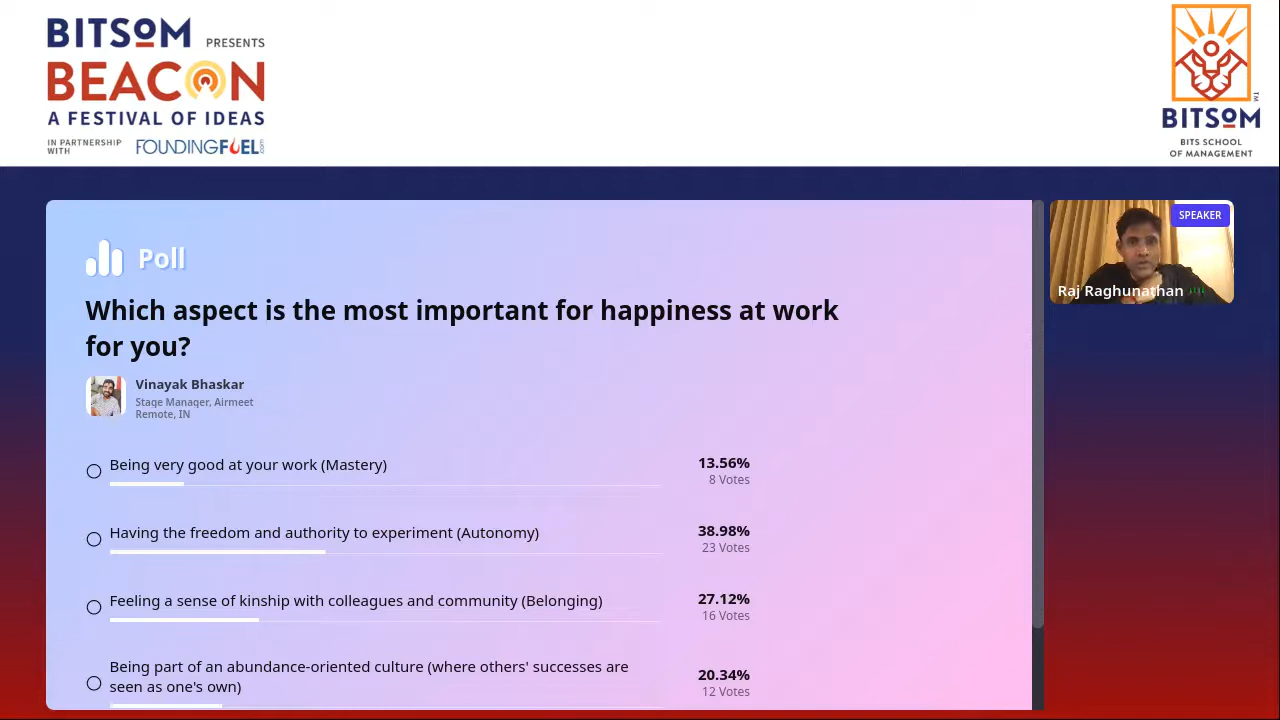 BITSoM PRESENTS
BEACON
A FESTIVAL OF IDEAS
IN PARTNERSHIP WITH FOUNDINGFUEL.com
BITSoM
TM
BITS SCHOOL
OF MANAGEMENT
SPEAKER
Raj Raghunathan
Poll
Which aspect is the most important for happiness at work
for you?
Vinayak Bhaskar
Stage Manager, Airmeet
Remote, IN
Being very good at your work (Mastery)
13.56%
8 Votes
Having the freedom and authority to experiment (Autonomy)
38.98%
23 Votes
Feeling a sense of kinship with colleagues and community (Belonging)
27.12%
16 Votes
Being part of an abundance-oriented culture (where others' successes are
seen as one's own)
20.34%
12 Votes